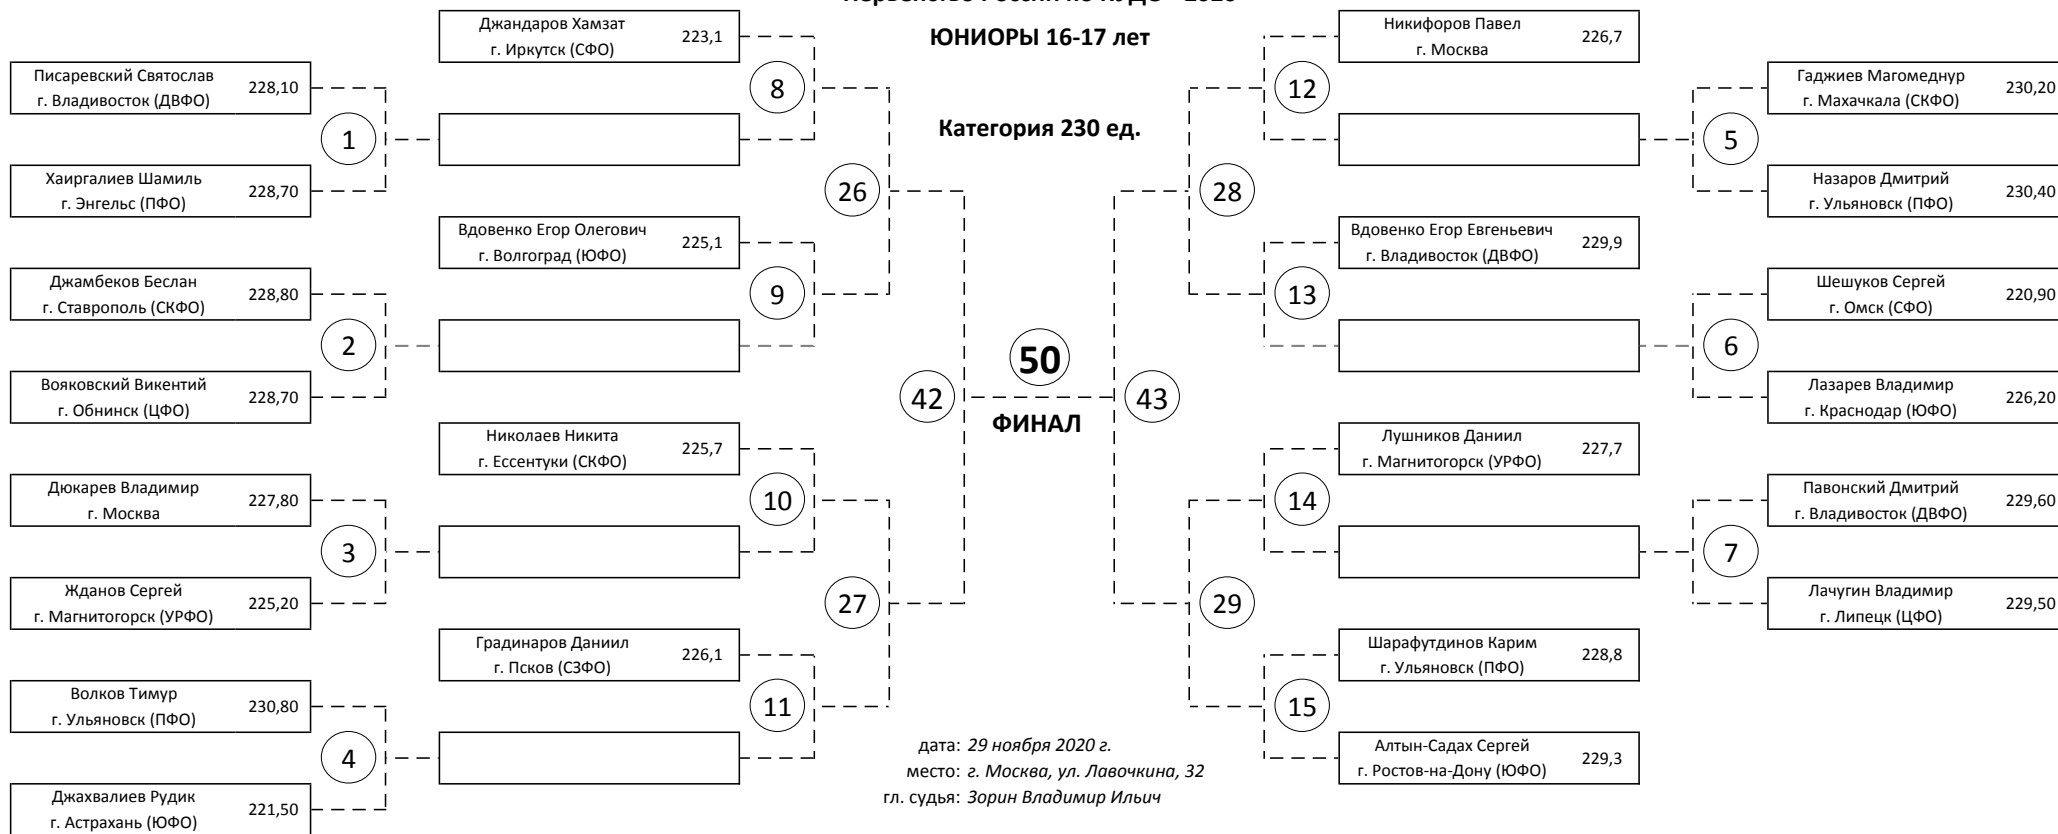 ЮНИОРЫ 16-17 лет
Категория 230 ед.
Писаревский Святослав
г. Владивосток (ДВФО)
228,10
1
Хаиргалиев Шамиль
г. Энгельс (ПФО)
228,70
Джамбеков Беслан
г. Ставрополь (СКФО)
228,80
2
Вояковский Викентий
г. Обнинск (ЦФО)
228,70
Дюкарев Владимир
г. Москва
227,80
3
Жданов Сергей
г. Магнитогорск (УРФО)
225,20
Волков Тимур
г. Ульяновск (ПФО)
230,80
4
Джахвалиев Рудик
г. Астрахань (ЮФО)
221,50
Джандаров Хамзат
г. Иркутск (СФО)
223,1
8
Вдовенко Егор Олегович
г. Волгоград (ЮФО)
225,1
9
Николаев Никита
г. Ессентуки (СКФО)
225,7
10
Градинаров Даниил
г. Псков (СЗФО)
226,1
11
26
27
42
50
ФИНАЛ
43
28
29
Никифоров Павел
г. Москва
226,7
12
Вдовенко Егор Евгеньевич
г. Владивосток (ДВФО)
229,9
13
Лушников Даниил
г. Магнитогорск (УРФО)
227,7
14
Шарафутдинов Карим
г. Ульяновск (ПФО)
228,8
15
Алтын-Садах Сергей
г. Ростов-на-Дону (ЮФО)
229,3
Гаджиев Магомеднур
г. Махачкала (СКФО)
230,20
5
Назаров Дмитрий
г. Ульяновск (ПФО)
230,40
Шешуков Сергей
г. Омск (СФО)
220,90
6
Лазарев Владимир
г. Краснодар (ЮФО)
226,20
Павонский Дмитрий
г. Владивосток (ДВФО)
229,60
7
Лачугин Владимир
г. Липецк (ЦФО)
229,50
дата: 29 ноября 2020 г.
место: г. Москва, ул. Лавочкина, 32
гл. судья: Зорин Владимир Ильич